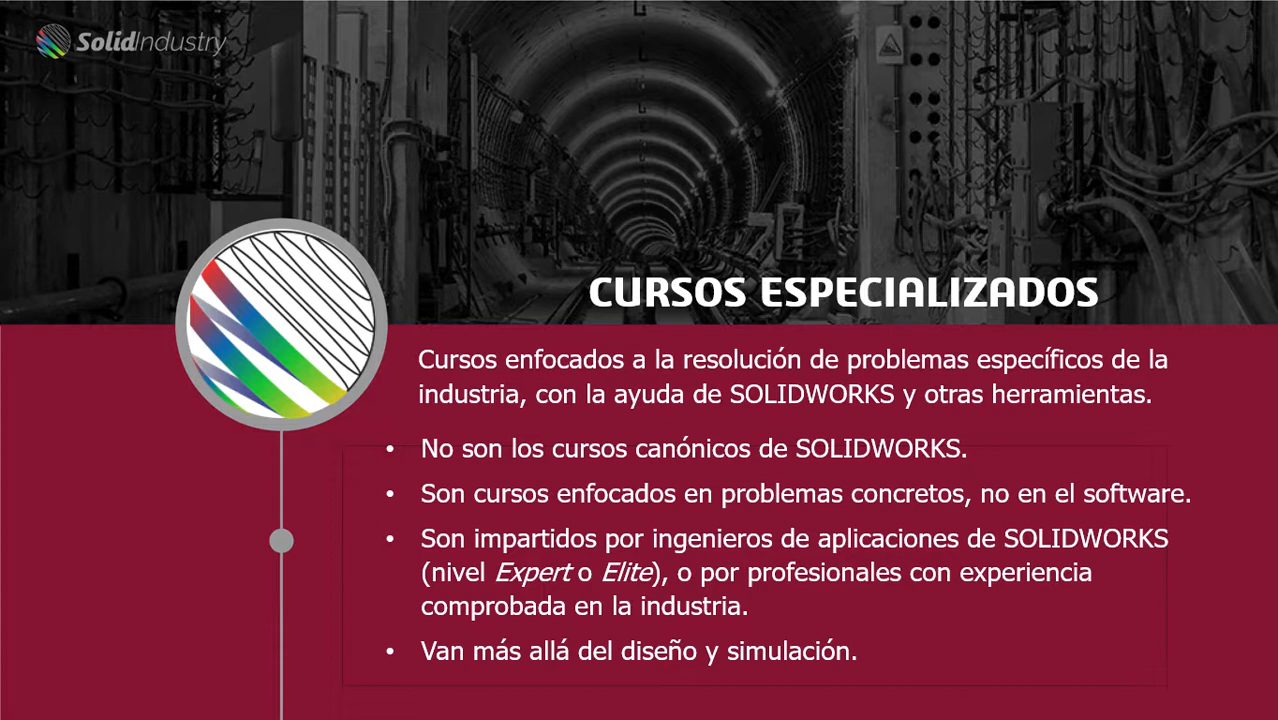 SolidIndustry
CURSOS ESPECIALIZADOS
Cursos enfocados a la resolución de problemas específicos de la
industria, con la ayuda de SOLIDWORKS y otras herramientas.
• No son los cursos canónicos de SOLIDWORKS.
• Son cursos enfocados en problemas concretos, no en el software.
• Son impartidos por ingenieros de aplicaciones de SOLIDWORKS
(nivel Expert o Elite), o por profesionales con experiencia
comprobada en la industria.
• Van más allá del diseño y simulación.